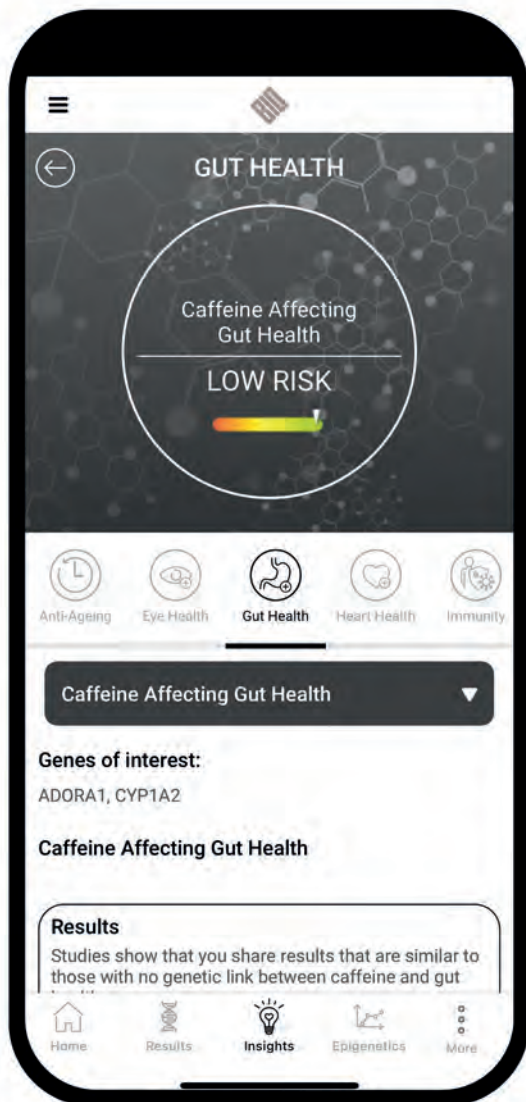 GUT HEALTH
Caffeine Affecting
Gut Health
LOW RISK
Anti-Ageing
Eye Health
Gut Health
Heart Health
Immunity
Caffeine Affecting Gut Health
Genes of interest:
ADORA1, CYP1A2
Caffeine Affecting Gut Health
Results
Studies show that you share results that are similar to
those with no genetic link between caffeine and gut
Home
Results
Insights
Epigenetics
More